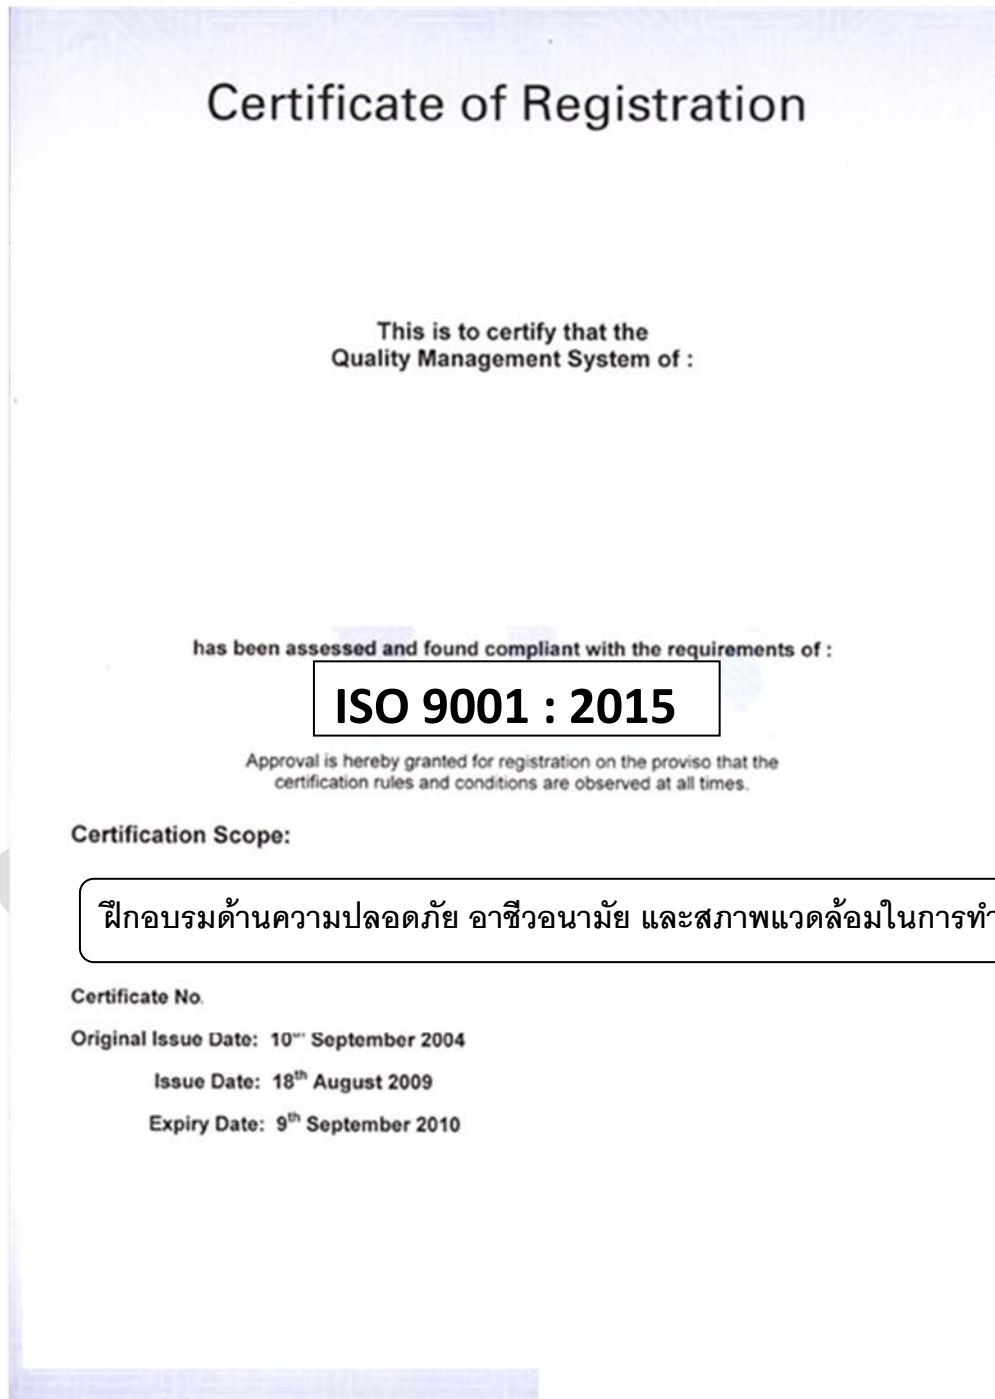 Certificate of Registration
This is to certify that the
Quality Management System of :
has been assessed and found compliant with the requirements of :
ISO 9001 : 2015
Approval is hereby granted for registration on the proviso that the
certification rules and conditions are observed at all times.
Certification Scope:
ฝึกอบรมด้านความปลอดภัย อาชีวอนามัย และสภาพแวดล้อมในการทำ
Certificate No.
Original Issue Date: 10th September 2004
Issue Date: 18th August 2009
Expiry Date: 9th September 2010